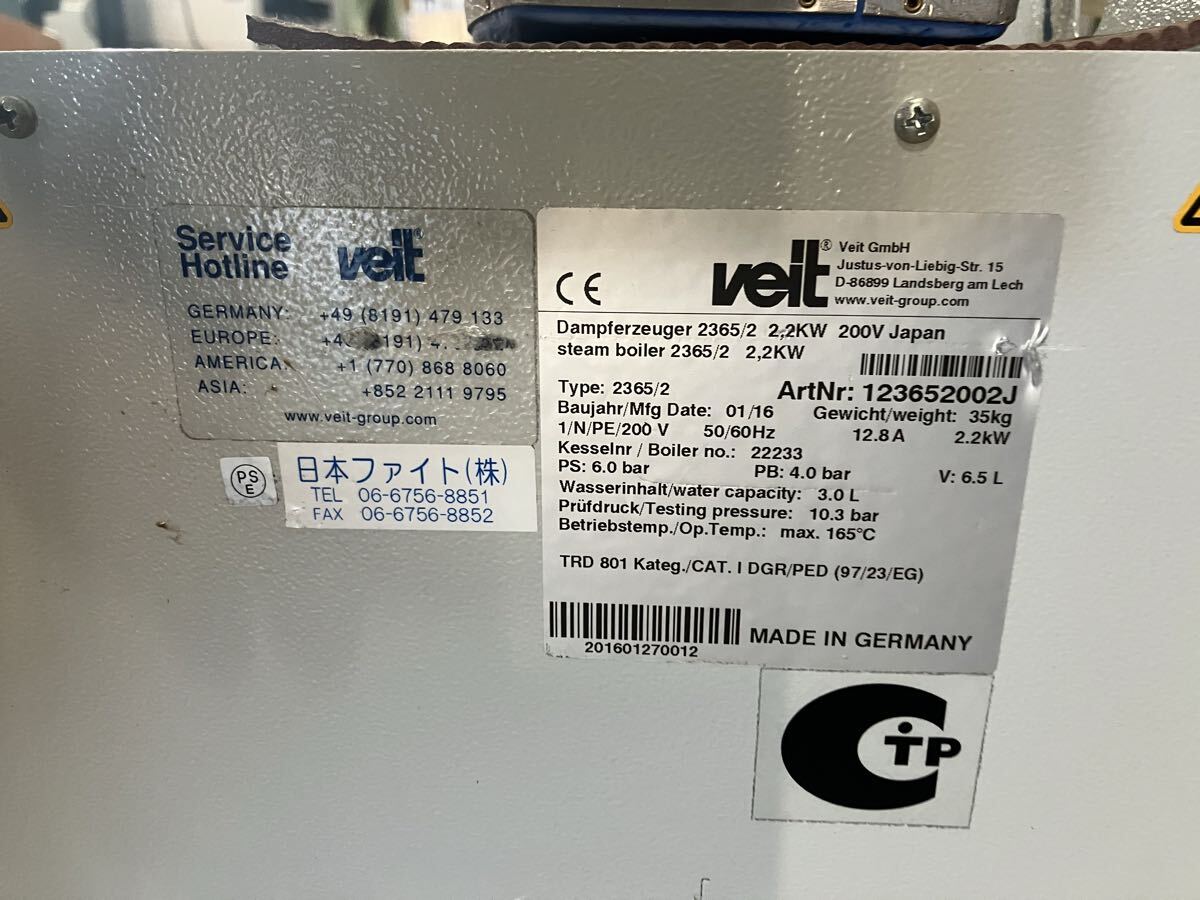 Service
Hotline
veit®
GERMANY: +49 (8191) 479 133
EUROPE:
AMERICA: +1 (770) 868 8060
ASIA: +852 2111 9795
www.veit-group.com
PS
E
日本ファイト(株)
TEL 06-6756-8851
FAX 06-6756-8852
CE
veit®
Veit GmbH
Justus-von-Liebig-Str. 15
D-86899 Landsberg am Lech
www.veit-group.com
Dampferzeuger 2365/2 2,2KW 200V Japan
steam boiler 2365/2 2,2KW
Type: 2365/2
ArtNr: 123652002J
Baujahr/Mfg Date: 01/16 Gewicht/weight: 35kg
1/N/PE/200 V 50/60Hz 12.8 A 2.2kW
Kesselnr / Boiler no.: 22233
PS: 6.0 bar PB: 4.0 bar V: 6.5 L
Wasserinhalt/water capacity: 3.0 L
Prüfdruck/Testing pressure: 10.3 bar
Betriebstemp./Op.Temp.: max. 165°C
TRD 801 Kateg./CAT. I DGR/PED (97/23/EG)
201601270012
MADE IN GERMANY
CTP